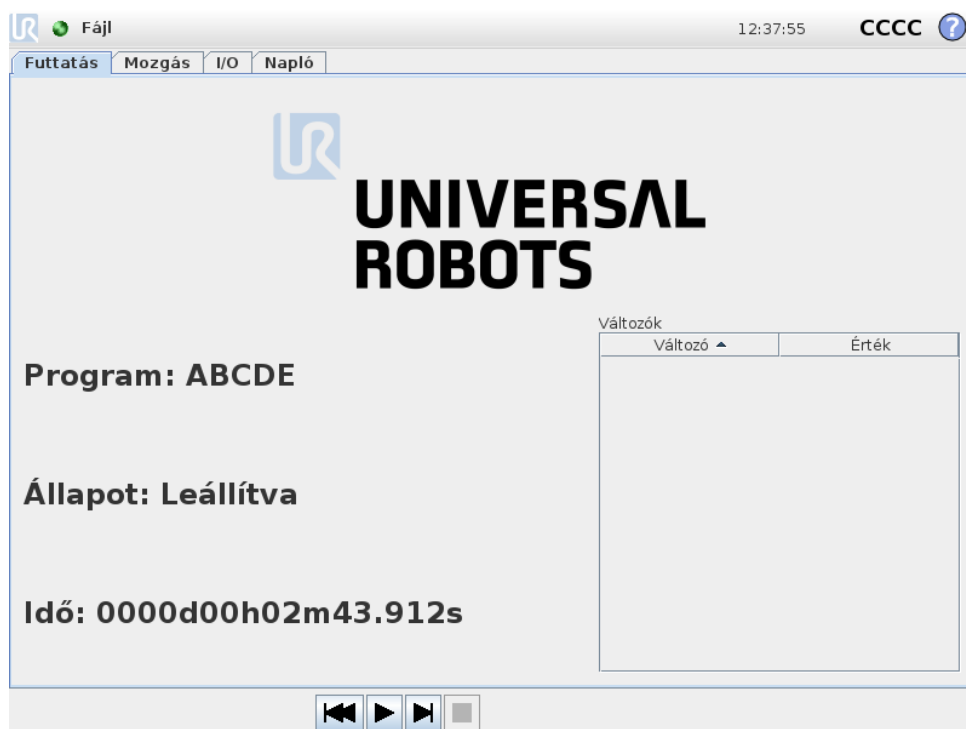 Fájl
12:37:55
CCCC
?
Futtatás
Mozgás
I/O
Napló
UNIVERSAL
ROBOTS
Változók
Változó
Érték
Program: ABCDE
Állapot: Leállítva
Idő: 0000d00h02m43.912s